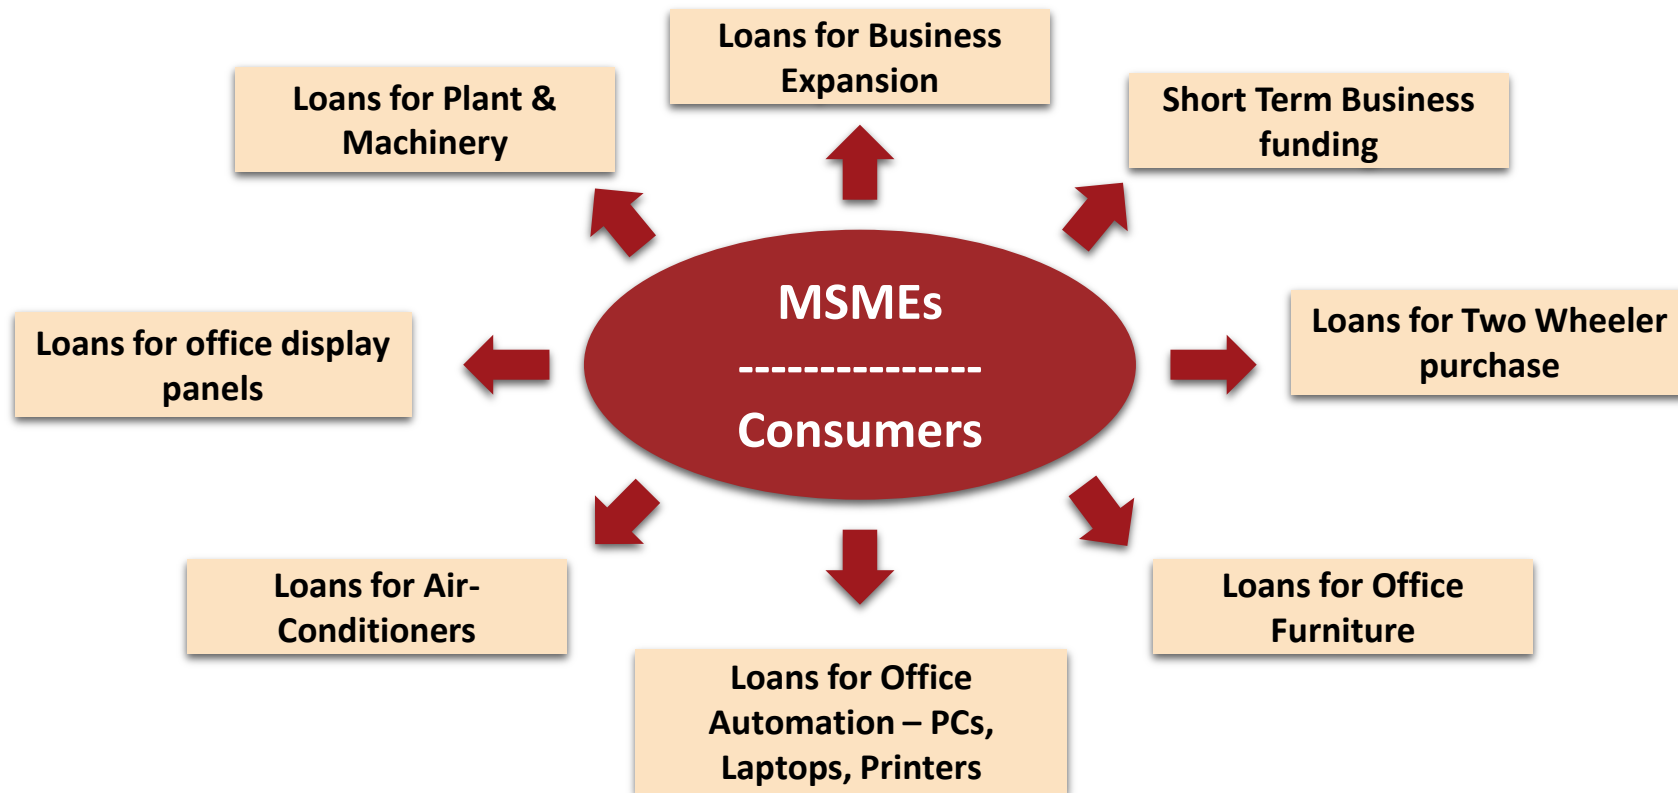 Loans for Business
Expansion
Loans for Plant &
Machinery
Short Term Business
funding
MSMEs
---------------
Consumers
Loans for office display
panels
Loans for Two Wheeler
purchase
Loans for Air-
Conditioners
Loans for Office
Furniture
Loans for Office
Automation – PCs,
Laptops, Printers